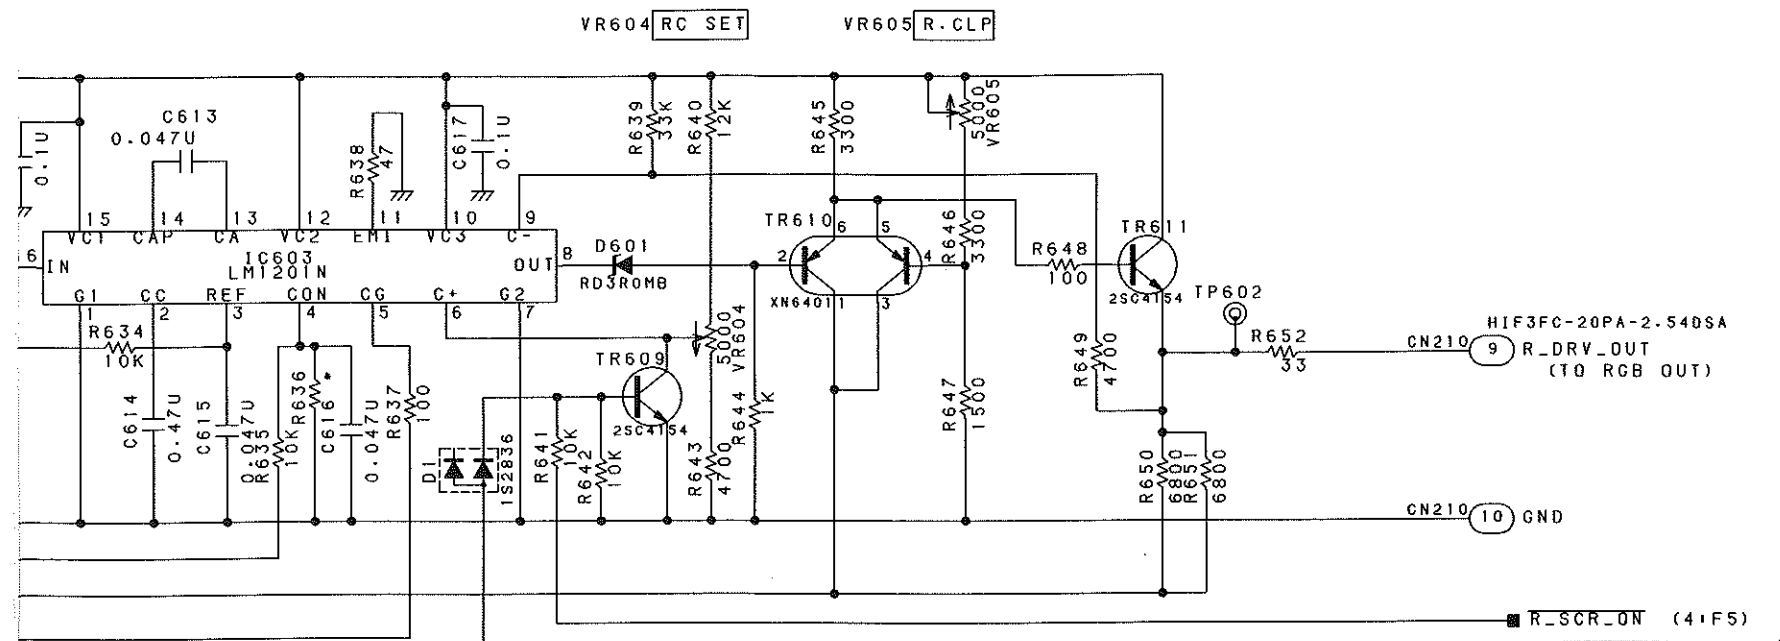 VR604 RC SET
VR605 R.CLP
C613
0.047U
0.1U
R638
47
C617
0.1U
R639
33K
R640
12K
R645
3300
5000
VR605
15
14
13
12
11
10
9
VC1
CAP
CA
VC2
EMI
VC3
C-
6
IN
IC603
LM1201N
OUT
8
G1
CC
REF
CON
CG
C+
G2
1
2
3
4
5
6
7
D601
RD3R0MB
TR610
6
5
2
4
XN6401
1
3
R646
3300
R648
100
TR611
2SC4154
TP602
R652
33
HIF3FC-20PA-2.54DSA
CN210
9
R_DRV_OUT
(TO RGB OUT)
R634
10K
C614
0.47U
C615
0.047U
R635
10K
R636
*
C616
0.047U
R637
100
TR609
2SC4154
5000
VR604
D1
1S2836
R641
10K
R642
10K
R643
4700
R644
1K
R647
1500
R649
4700
R650
6800
R651
6800
CN210
10
GND
R_SCR_ON (4:F5)